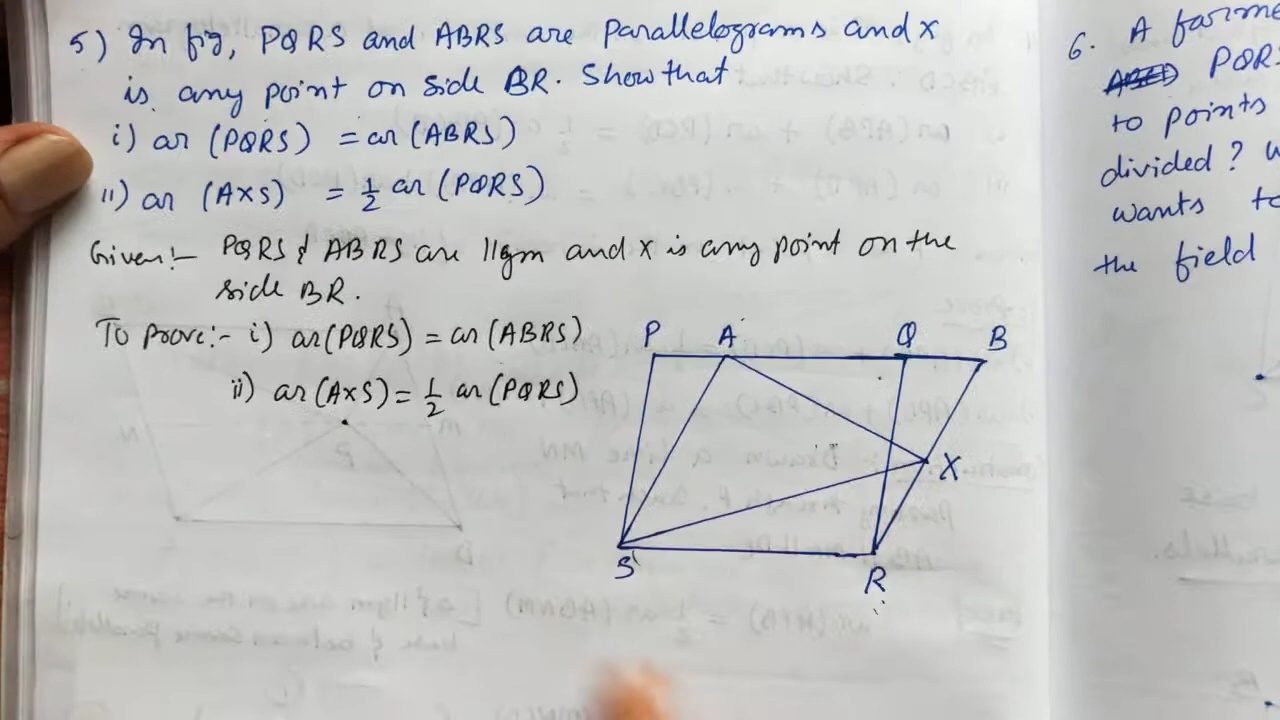 5) In fig, PQRS and ABRS are Parallelograms and x
is any point on side BR. Show that
i) ar (PQRS) = ar (ABRS)
ii) ar (AXS) = 1/2 ar (PQRS)
Given:- PQRS & ABRS are ||gm and x is any point on the
side BR.
To prove:- i) ar(PQRS) = ar (ABRS)
ii) ar (AXS) = 1/2 ar (PQRS)
P A Q B
X
S R
6. A farme
PQR
to points
divided? W
wants to
the field